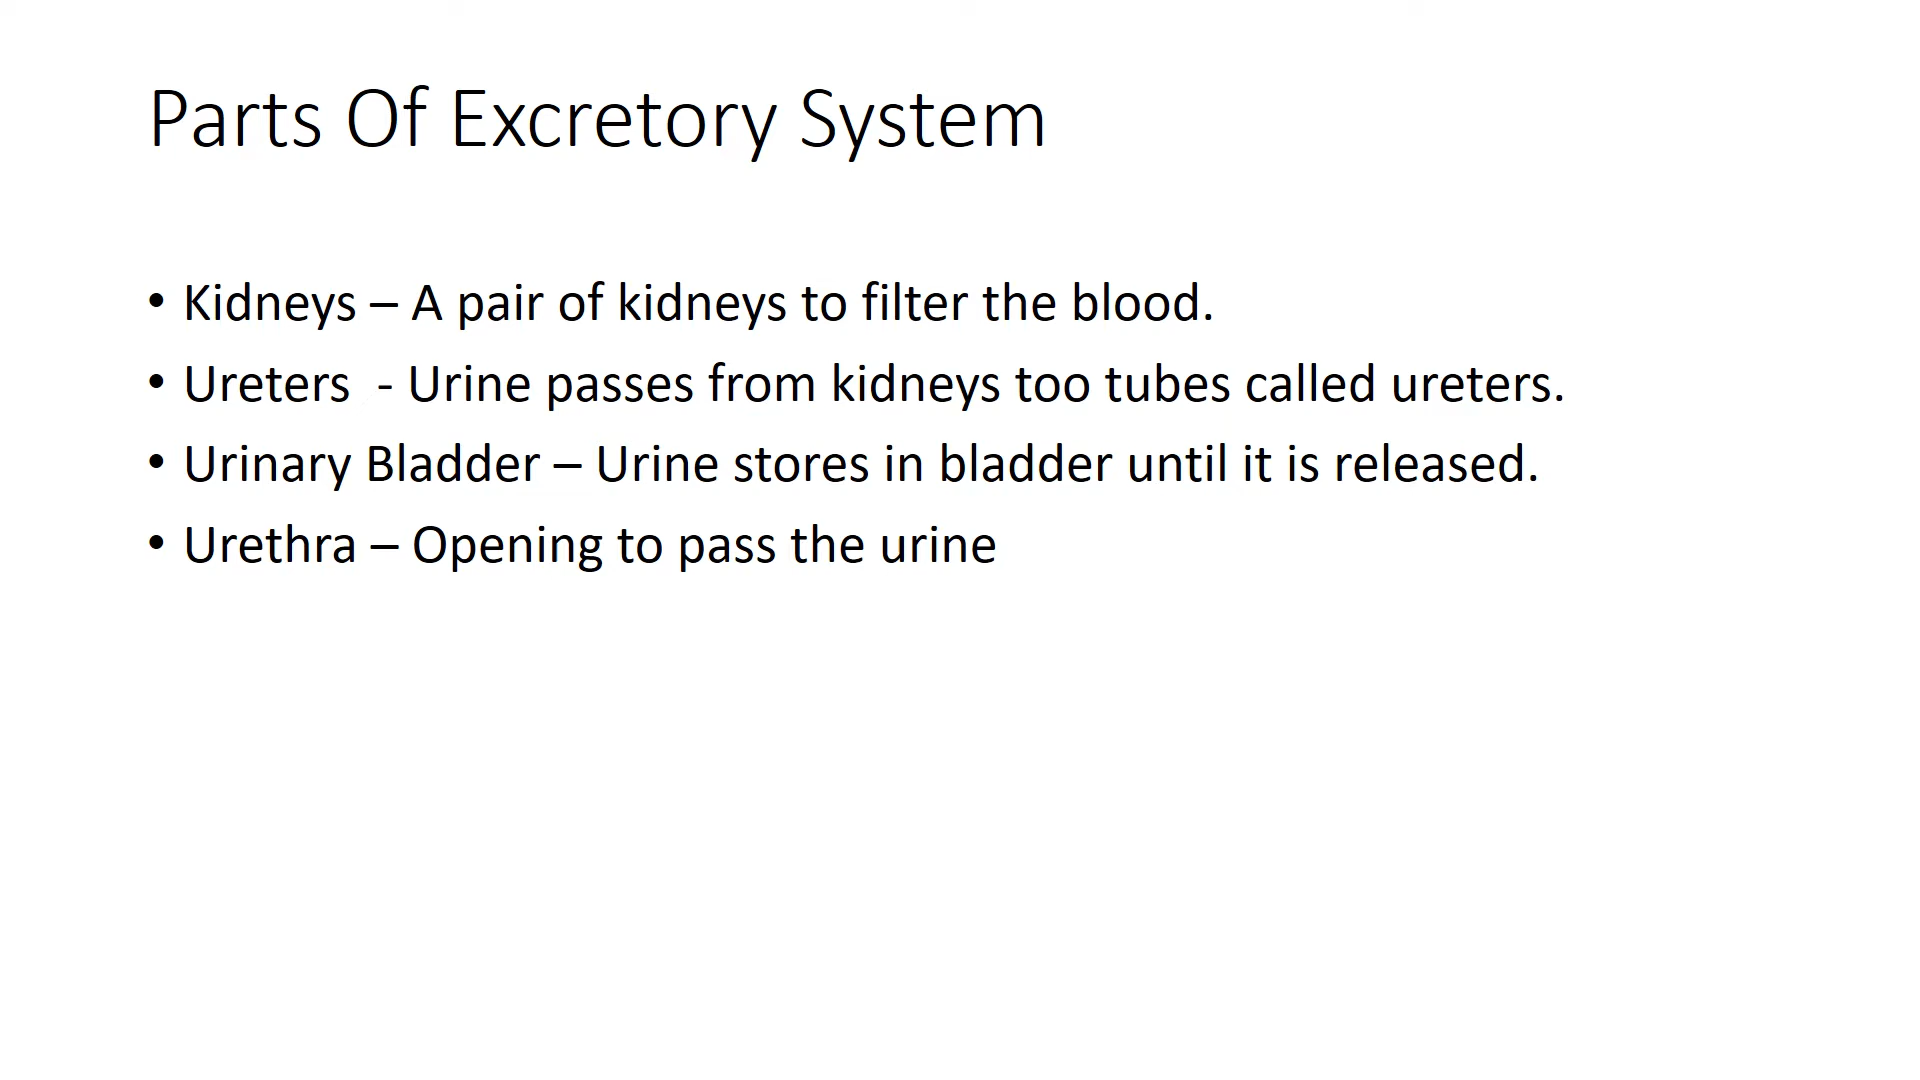 Parts Of Excretory System
• Kidneys – A pair of kidneys to filter the blood.
• Ureters  - Urine passes from kidneys too tubes called ureters.
• Urinary Bladder – Urine stores in bladder until it is released.
• Urethra – Opening to pass the urine